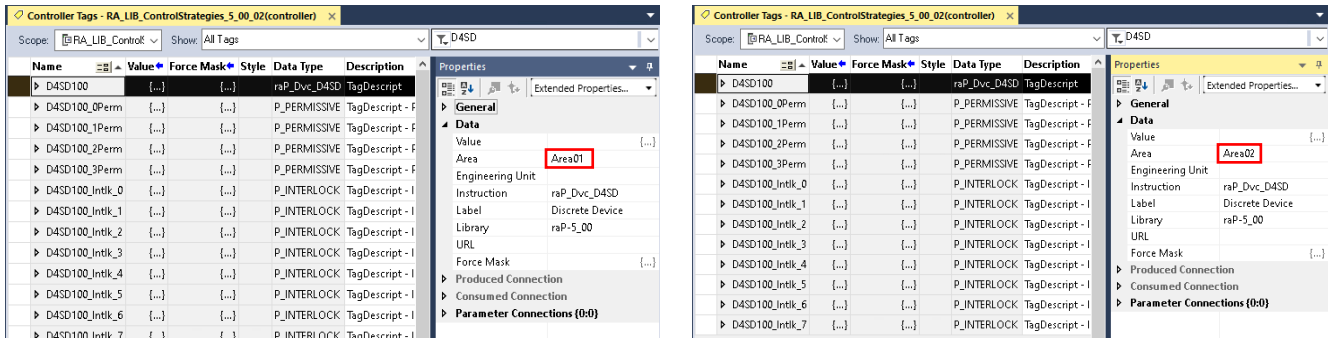 Controller Tags - RA_LIB_ControlStrategies_5_00_02(controller) ×
Scope: RA_LIB_Control Show: All Tags D4SD
Name Value Force Mask Style Data Type Description
D4SD100 {...} {...} raP_Dvc_D4SD TagDescript
D4SD100_0Perm {...} {...} P_PERMISSIVE TagDescript - P
D4SD100_1Perm {...} {...} P_PERMISSIVE TagDescript - P
D4SD100_2Perm {...} {...} P_PERMISSIVE TagDescript - P
D4SD100_3Perm {...} {...} P_PERMISSIVE TagDescript - P
D4SD100_Intlk_0 {...} {...} P_INTERLOCK TagDescript - I
D4SD100_Intlk_1 {...} {...} P_INTERLOCK TagDescript - I
D4SD100_Intlk_2 {...} {...} P_INTERLOCK TagDescript - I
D4SD100_Intlk_3 {...} {...} P_INTERLOCK TagDescript - I
D4SD100_Intlk_4 {...} {...} P_INTERLOCK TagDescript - I
D4SD100_Intlk_5 {...} {...} P_INTERLOCK TagDescript - I
D4SD100_Intlk_6 {...} {...} P_INTERLOCK TagDescript - I
D4SD100_Intlk_7 {...} {...} P_INTERLOCK TagDescript - I
Properties
Extended Properties...
General
Data
Value {...}
Area Area01
Engineering Unit
Instruction raP_Dvc_D4SD
Label Discrete Device
Library raP-5_00
URL
Force Mask {...}
Produced Connection
Consumed Connection
Parameter Connections {0:0}
Controller Tags - RA_LIB_ControlStrategies_5_00_02(controller) ×
Scope: RA_LIB_Control Show: All Tags D4SD
Name Value Force Mask Style Data Type Description
D4SD100 {...} {...} raP_Dvc_D4SD TagDescript
D4SD100_0Perm {...} {...} P_PERMISSIVE TagDescript - P
D4SD100_1Perm {...} {...} P_PERMISSIVE TagDescript - P
D4SD100_2Perm {...} {...} P_PERMISSIVE TagDescript - P
D4SD100_3Perm {...} {...} P_PERMISSIVE TagDescript - P
D4SD100_Intlk_0 {...} {...} P_INTERLOCK TagDescript - I
D4SD100_Intlk_1 {...} {...} P_INTERLOCK TagDescript - I
D4SD100_Intlk_2 {...} {...} P_INTERLOCK TagDescript - I
D4SD100_Intlk_3 {...} {...} P_INTERLOCK TagDescript - I
D4SD100_Intlk_4 {...} {...} P_INTERLOCK TagDescript - I
D4SD100_Intlk_5 {...} {...} P_INTERLOCK TagDescript - I
D4SD100_Intlk_6 {...} {...} P_INTERLOCK TagDescript - I
D4SD100_Intlk_7 {...} {...} P_INTERLOCK TagDescript - I
Properties
Extended Properties...
General
Data
Value {...}
Area Area02
Engineering Unit
Instruction raP_Dvc_D4SD
Label Discrete Device
Library raP-5_00
URL
Force Mask {...}
Produced Connection
Consumed Connection
Parameter Connections {0:0}